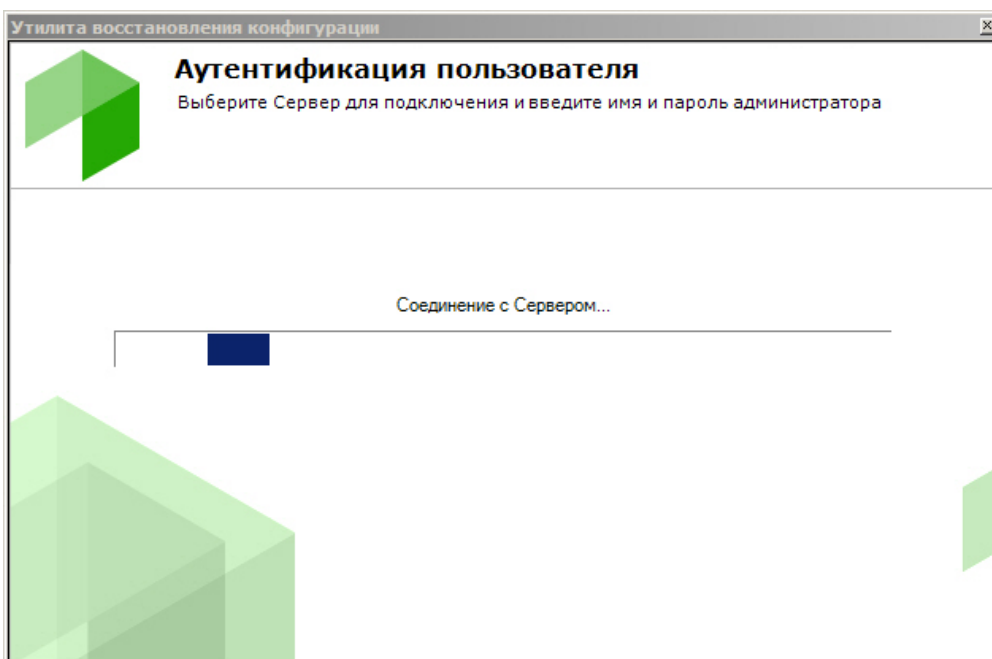 Утилита восстановления конфигурации
Аутентификация пользователя
Выберите Сервер для подключения и введите имя и пароль администратора
Соединение с Сервером...